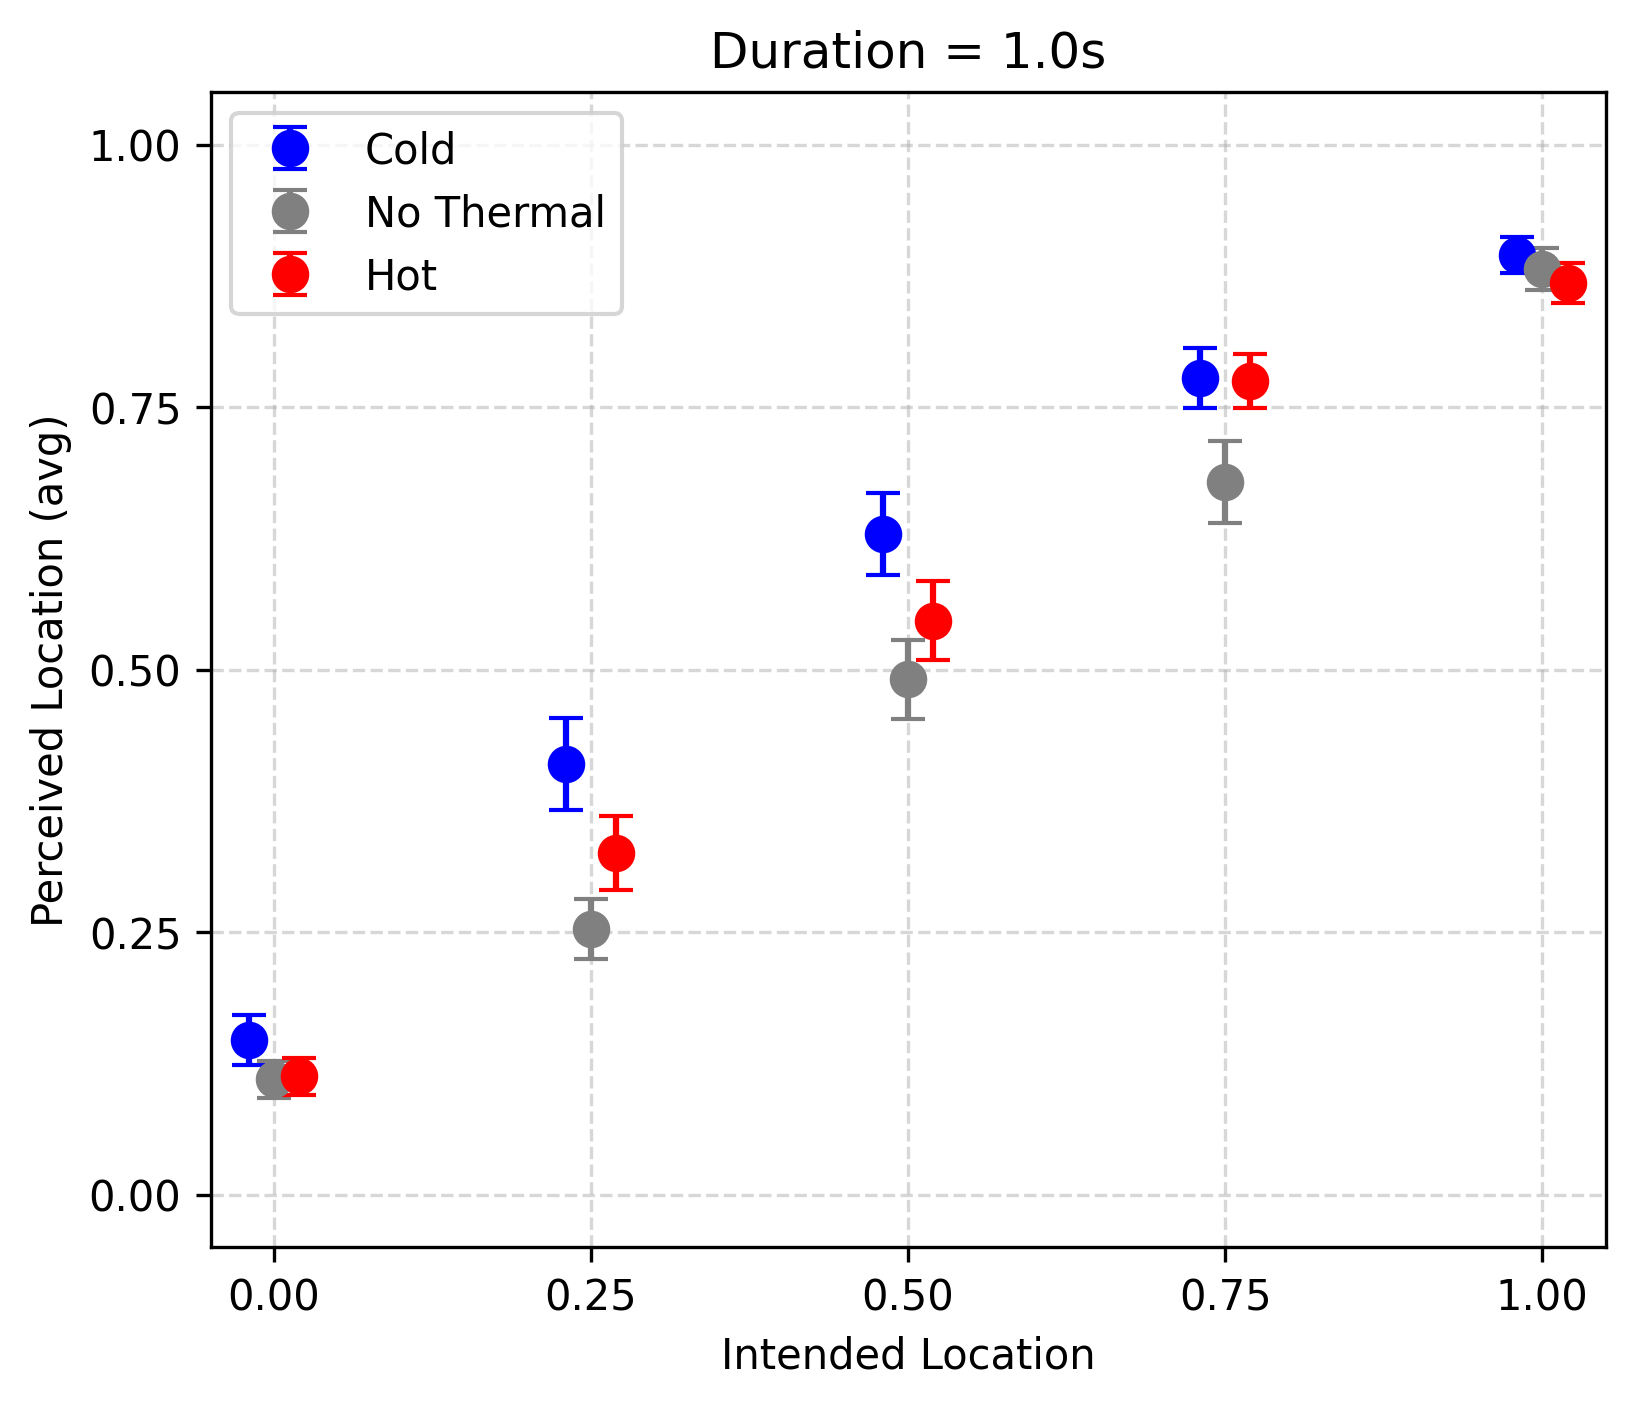 Duration = 1.0s
Cold
No Thermal
Hot
1.00
0.75
0.50
0.25
0.00
Perceived Location (avg)
0.00 0.25 0.50 0.75 1.00
Intended Location